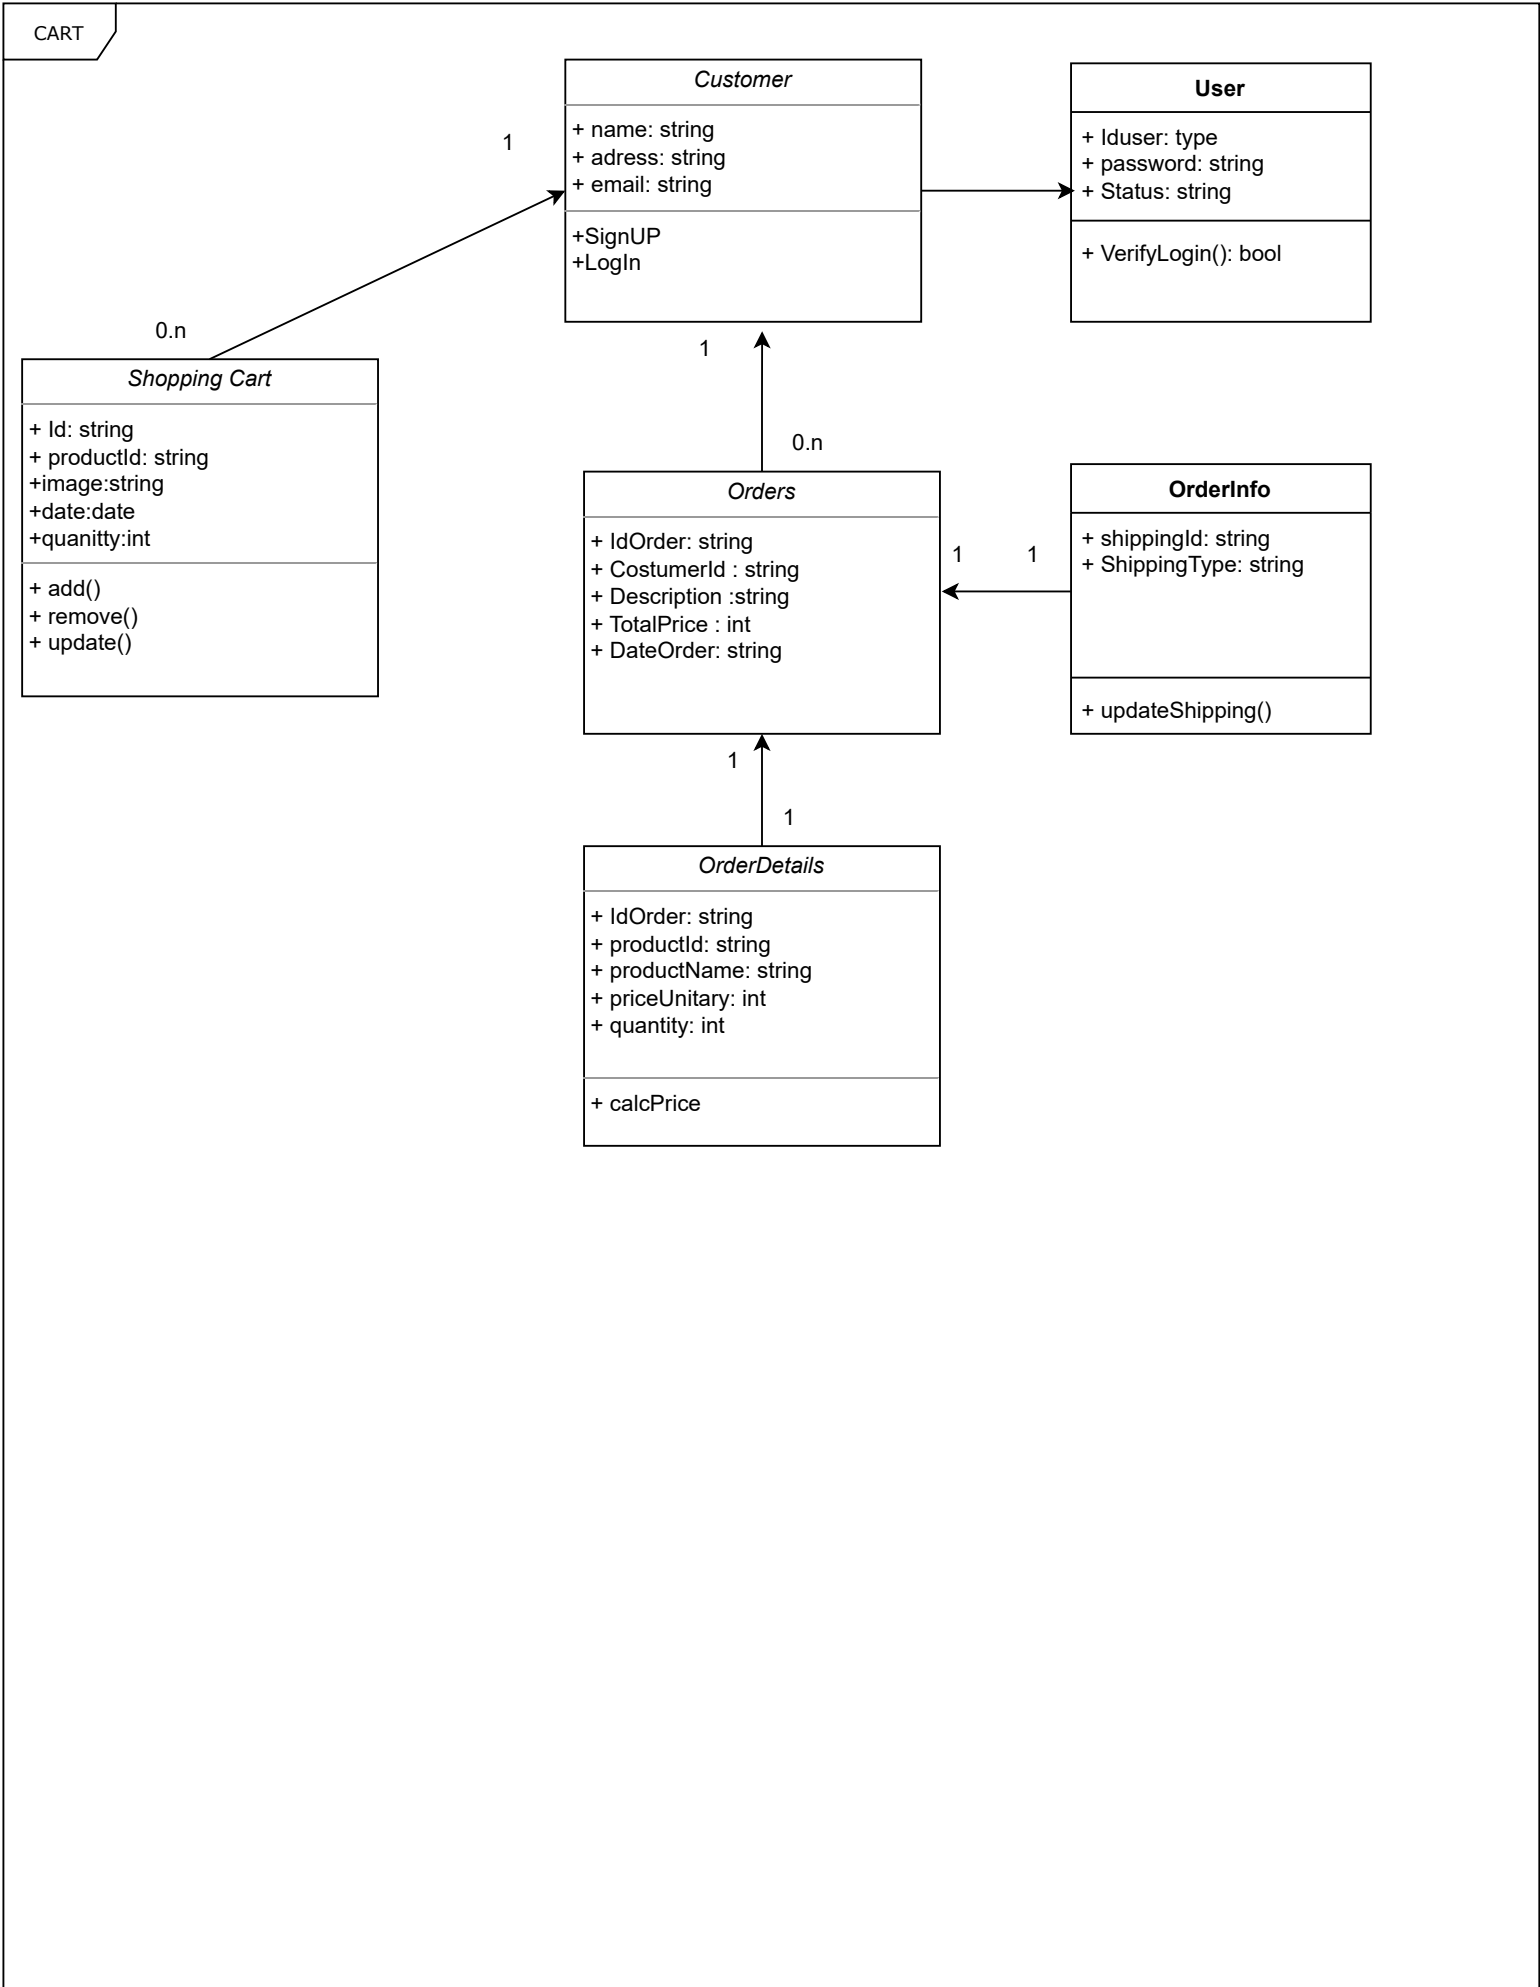 CART
Customer
+ name: string
+ adress: string
+ email: string
+SignUP
+LogIn
User
+ Iduser: type
+ password: string
+ Status: string
+ VerifyLogin(): bool
1
0.n
Shopping Cart
+ Id: string
+ productId: string
+image:string
+date:date
+quanitty:int
+ add()
+ remove()
+ update()
1
0.n
Orders
+ IdOrder: string
+ CostumerId : string
+ Description :string
+ TotalPrice : int
+ DateOrder: string
1
1
OrderInfo
+ shippingId: string
+ ShippingType: string
+ updateShipping()
1
1
OrderDetails
+ IdOrder: string
+ productId: string
+ productName: string
+ priceUnitary: int
+ quantity: int
+ calcPrice